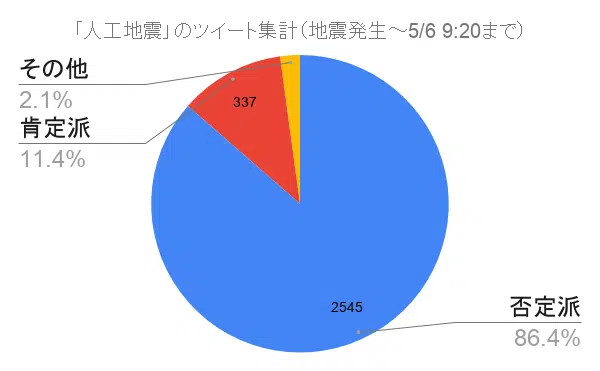 「人工地震」のツイート集計（地震発生～5/6 9:20まで）
その他
2.1%
肯定派
11.4%
337
2545
否定派
86.4%